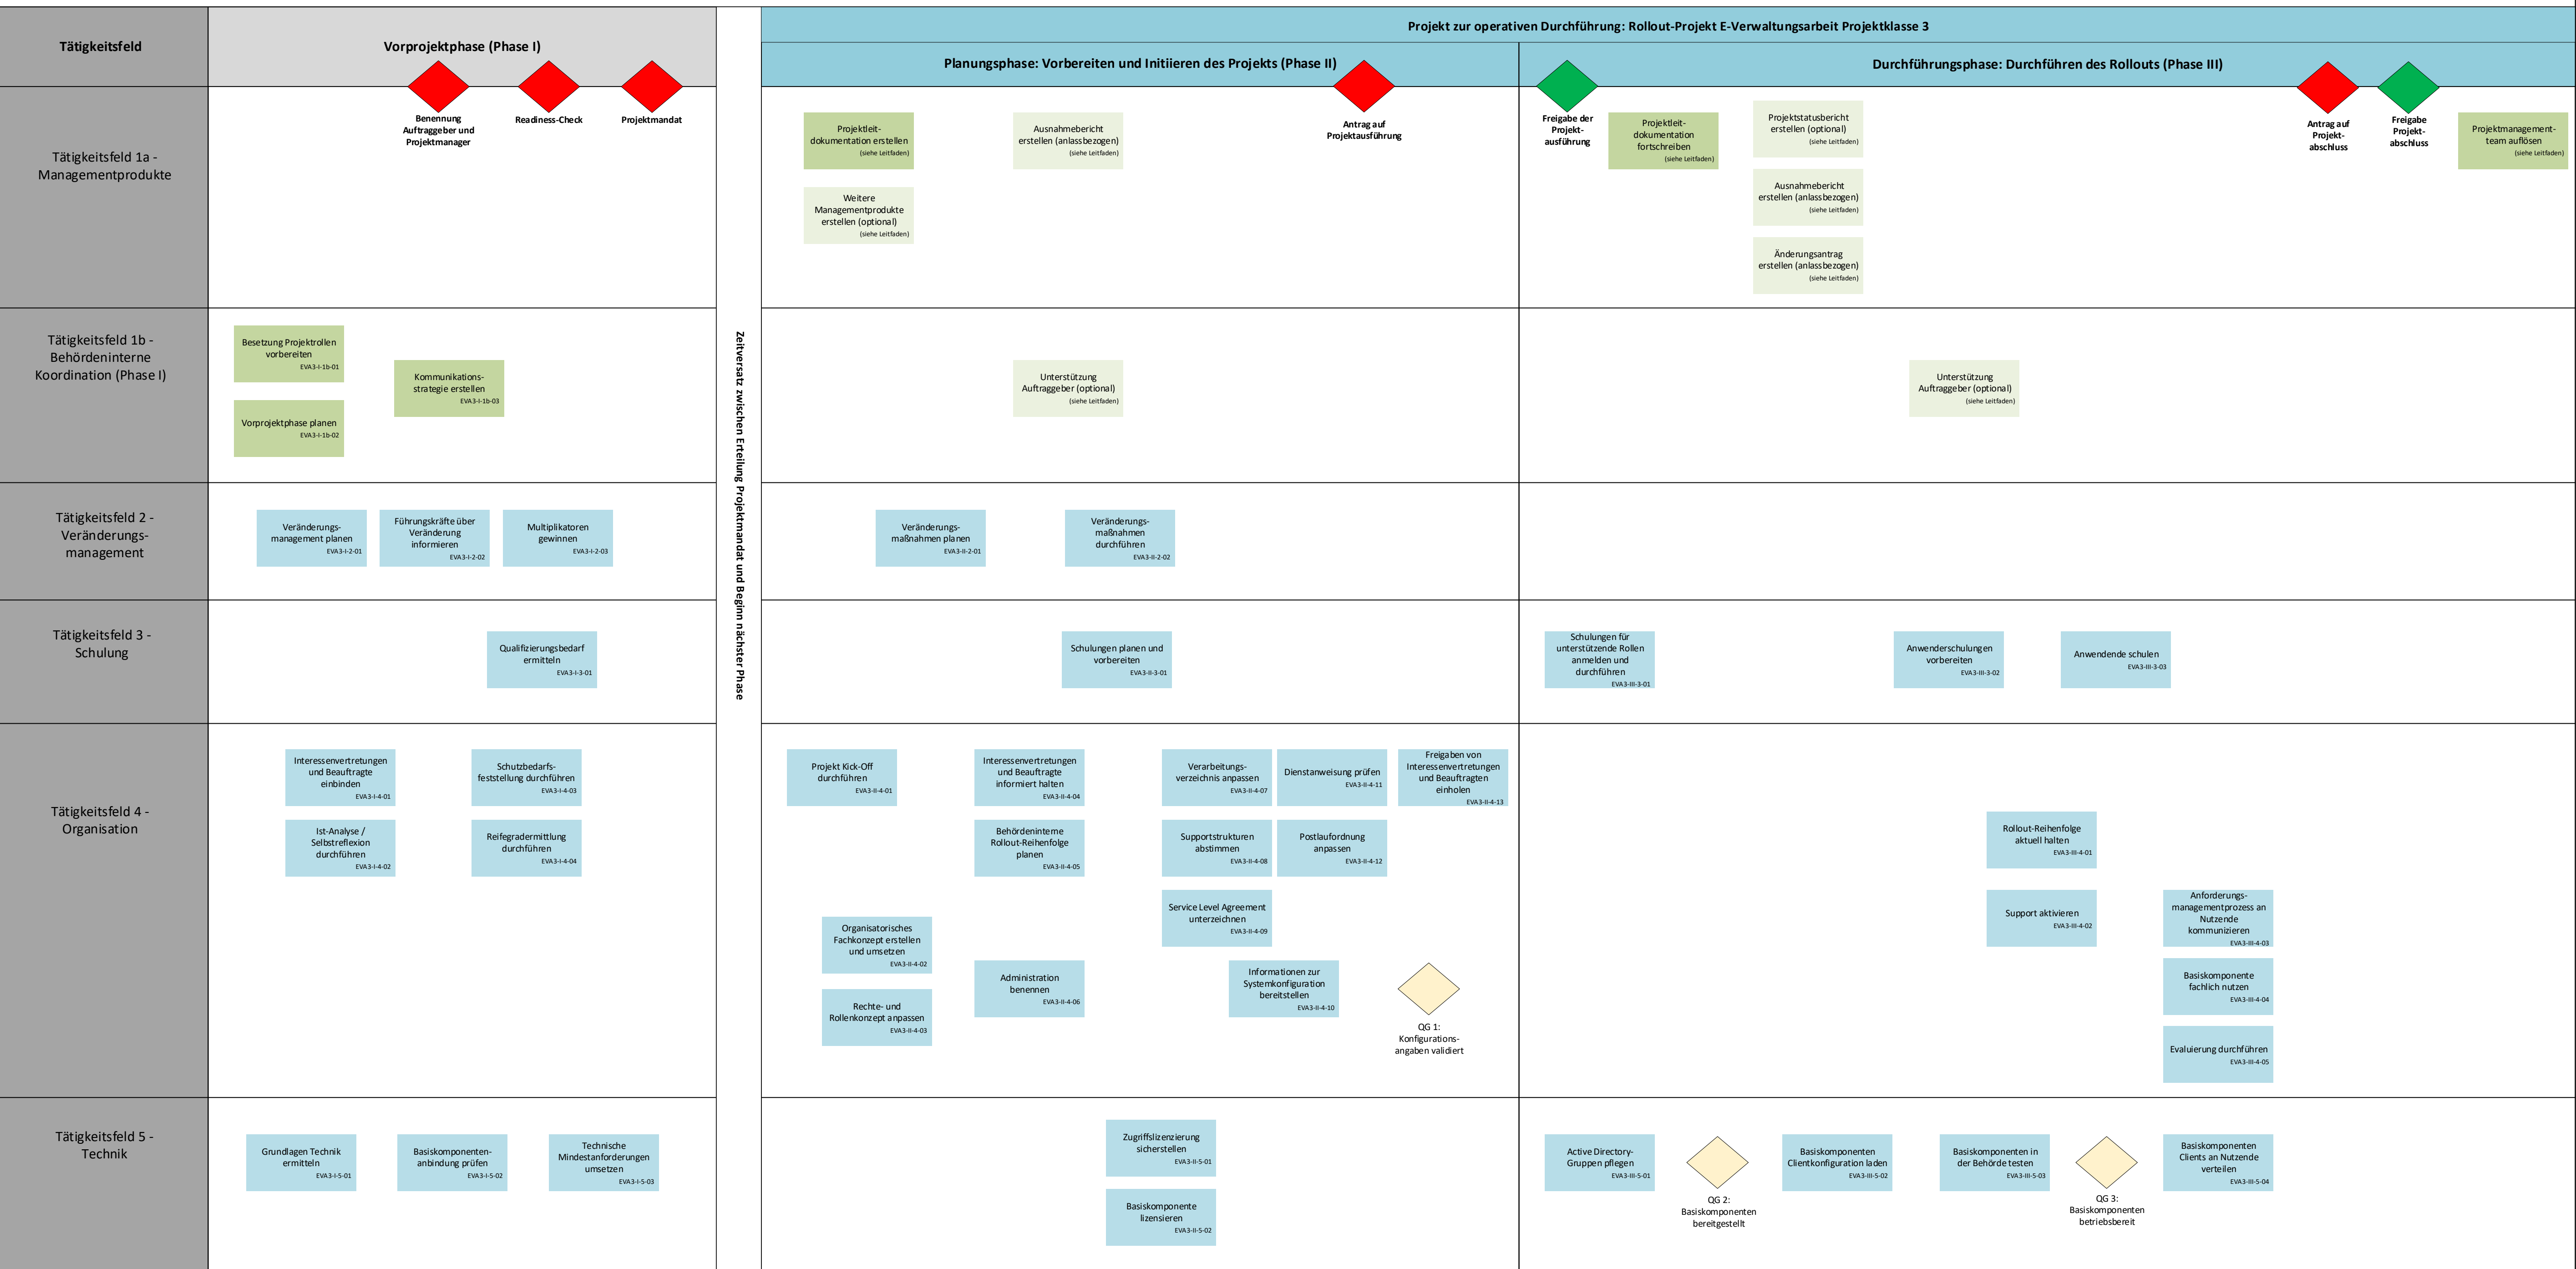 Tätigkeitsfeld
Vorprojektphase (Phase I)
Projekt zur operativen Durchführung: Rollout-Projekt E-Verwaltungsarbeit Projektklasse 3
Planungsphase: Vorbereiten und Initiieren des Projekts (Phase II)
Durchführungsphase: Durchführen des Rollouts (Phase III)
Tätigkeitsfeld 1a -
Managementprodukte
Benennung
Auftraggeber und
Projektmanager
Readiness-Check
Projektmandat
Projektleit-
dokumentation erstellen
(siehe Leitfaden)
Weitere
Managementprodukte
erstellen (optional)
(siehe Leitfaden)
Ausnahmebericht
erstellen (anlassbezogen)
(siehe Leitfaden)
Antrag auf
Projektausführung
Freigabe der
Projekt-
ausführung
Projektleit-
dokumentation
fortschreiben
(siehe Leitfaden)
Projektstatusbericht
erstellen (optional)
(siehe Leitfaden)
Ausnahmebericht
erstellen (anlassbezogen)
(siehe Leitfaden)
Änderungsantrag
erstellen (anlassbezogen)
(siehe Leitfaden)
Antrag auf
Projekt-
abschluss
Freigabe
Projekt-
abschluss
Projektmanagement-
team auflösen
(siehe Leitfaden)
Zeitversatz zwischen Erteilung Projektmandat und Beginn nächster Phase
Tätigkeitsfeld 1b -
Behördeninterne
Koordination (Phase I)
Besetzung Projektrollen
vorbereiten
EVA3-I-1b-01
Vorprojektphase planen
EVA3-I-1b-02
Kommunikations-
strategie erstellen
EVA3-I-1b-03
Unterstützung
Auftraggeber (optional)
(siehe Leitfaden)
Unterstützung
Auftraggeber (optional)
(siehe Leitfaden)
Tätigkeitsfeld 2 -
Veränderungs-
management
Veränderungs-
management planen
EVA3-I-2-01
Führungskräfte über
Veränderung
informieren
EVA3-I-2-02
Multiplikatoren
gewinnen
EVA3-I-2-03
Veränderungs-
maßnahmen planen
EVA3-II-2-01
Veränderungs-
maßnahmen
durchführen
EVA3-II-2-02
Tätigkeitsfeld 3 -
Schulung
Qualifizierungsbedarf
ermitteln
EVA3-I-3-01
Schulungen planen und
vorbereiten
EVA3-II-3-01
Schulungen für
unterstützende Rollen
anmelden und
durchführen
EVA3-III-3-01
Anwenderschulungen
vorbereiten
EVA3-III-3-02
Anwendende schulen
EVA3-III-3-03
Tätigkeitsfeld 4 -
Organisation
Interessenvertretungen
und Beauftragte
einbinden
EVA3-I-4-01
Ist-Analyse /
Selbstreflexion
durchführen
EVA3-I-4-02
Schutzbedarfs-
feststellung durchführen
EVA3-I-4-03
Reifegradermittlung
durchführen
EVA3-I-4-04
Projekt Kick-Off
durchführen
EVA3-II-4-01
Organisatorisches
Fachkonzept erstellen
und umsetzen
EVA3-II-4-02
Rechte- und
Rollenkonzept anpassen
EVA3-II-4-03
Interessenvertretungen
und Beauftragte
informiert halten
EVA3-II-4-04
Behördeninterne
Rollout-Reihenfolge
planen
EVA3-II-4-05
Administration
benennen
EVA3-II-4-06
Verarbeitungs-
verzeichnis anpassen
EVA3-II-4-07
Supportstrukturen
abstimmen
EVA3-II-4-08
Service Level Agreement
unterzeichnen
EVA3-II-4-09
Informationen zur
Systemkonfiguration
bereitstellen
EVA3-II-4-10
Dienstanweisung prüfen
EVA3-II-4-11
Postlaufordnung
anpassen
EVA3-II-4-12
Freigaben von
Interessenvertretungen
und Beauftragten
einholen
EVA3-II-4-13
QG 1:
Konfigurations-
angaben validiert
Rollout-Reihenfolge
aktuell halten
EVA3-III-4-01
Support aktivieren
EVA3-III-4-02
Anforderungs-
managementprozess an
Nutzende
kommunizieren
EVA3-III-4-03
Basiskomponente
fachlich nutzen
EVA3-III-4-04
Evaluierung durchführen
EVA3-III-4-05
Tätigkeitsfeld 5 -
Technik
Grundlagen Technik
ermitteln
EVA3-I-5-01
Basiskomponenten-
anbindung prüfen
EVA3-I-5-02
Technische
Mindestanforderungen
umsetzen
EVA3-I-5-03
Zugriffslizenzierung
sicherstellen
EVA3-II-5-01
Basiskomponente
lizensieren
EVA3-II-5-02
Active Directory-
Gruppen pflegen
EVA3-III-5-01
QG 2:
Basiskomponenten
bereitgestellt
Basiskomponenten
Clientkonfiguration laden
EVA3-III-5-02
Basiskomponenten in
der Behörde testen
EVA3-III-5-03
QG 3:
Basiskomponenten
betriebsbereit
Basiskomponenten
Clients an Nutzende
verteilen
EVA3-III-5-04